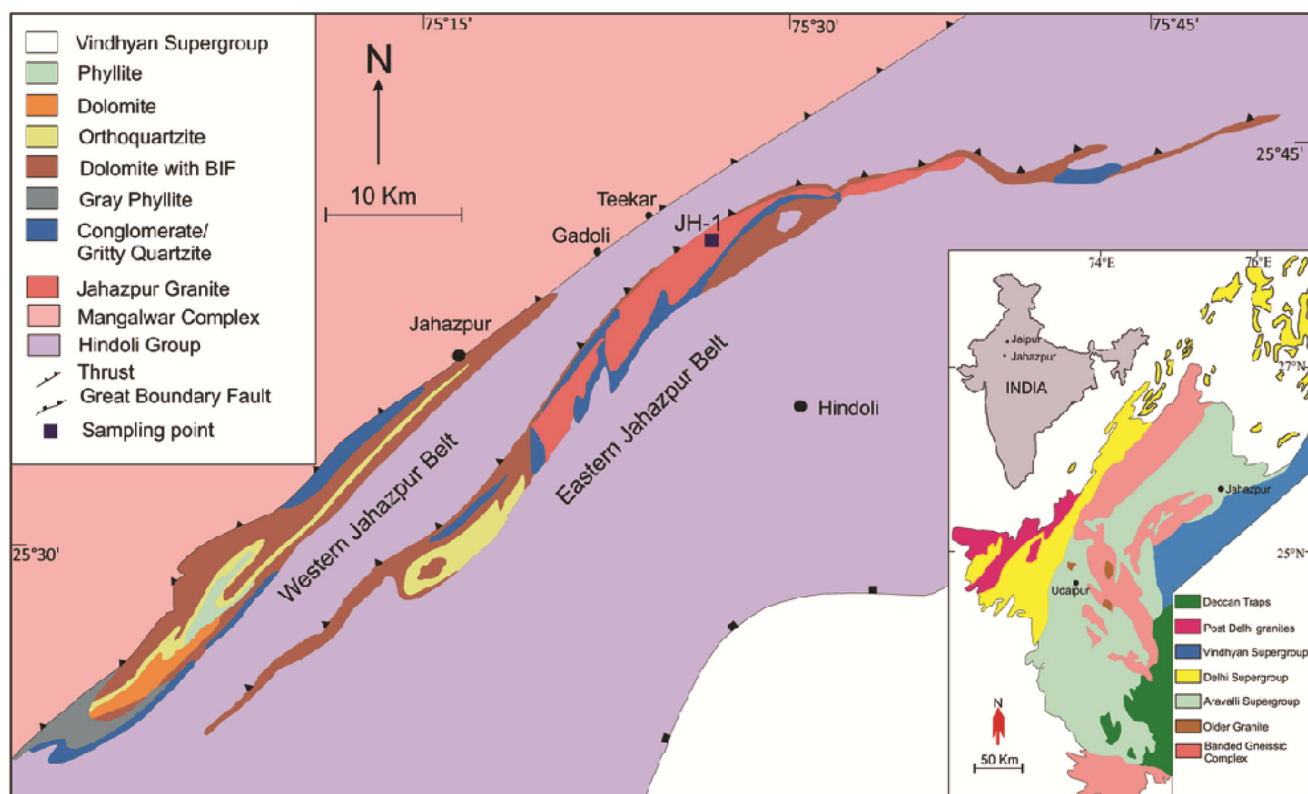 Vindhyan Supergroup
Phyllite
Dolomite
Orthoquartzite
Dolomite with BIF
Gray Phyllite
Conglomerate/
Gritty Quartzite
Jahazpur Granite
Mangalwar Complex
Hindoli Group
Thrust
Great Boundary Fault
Sampling point
75°15'
75°30'
75°45'
N
10 Km
25°45'
Teekar
JH-1
Gadoli
Jahazpur
Hindoli
Western Jahazpur Belt
Eastern Jahazpur Belt
25°30'
74°E
76°E
Jaipur
Jahazpur
INDIA
27°N
Jahazpur
25°N
Udaipur
Deccan Traps
Post Delhi granites
Vindhyan Supergroup
Delhi Supergroup
Aravalli Supergroup
Older Granite
Banded Gneissic
Complex
N
50 Km